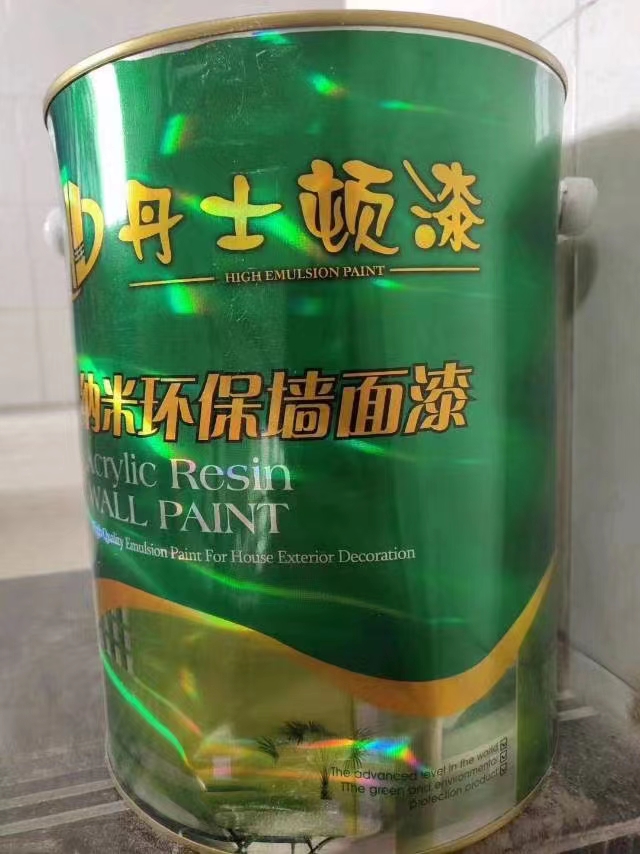 丹士顿漆
HIGH EMULSION PAINT
纳米环保墙面漆
Acrylic Resin
WALL PAINT
High Quality Emulsion Paint For House Exterior Decoration
The advanced level in the world
The green and environmental
protection product